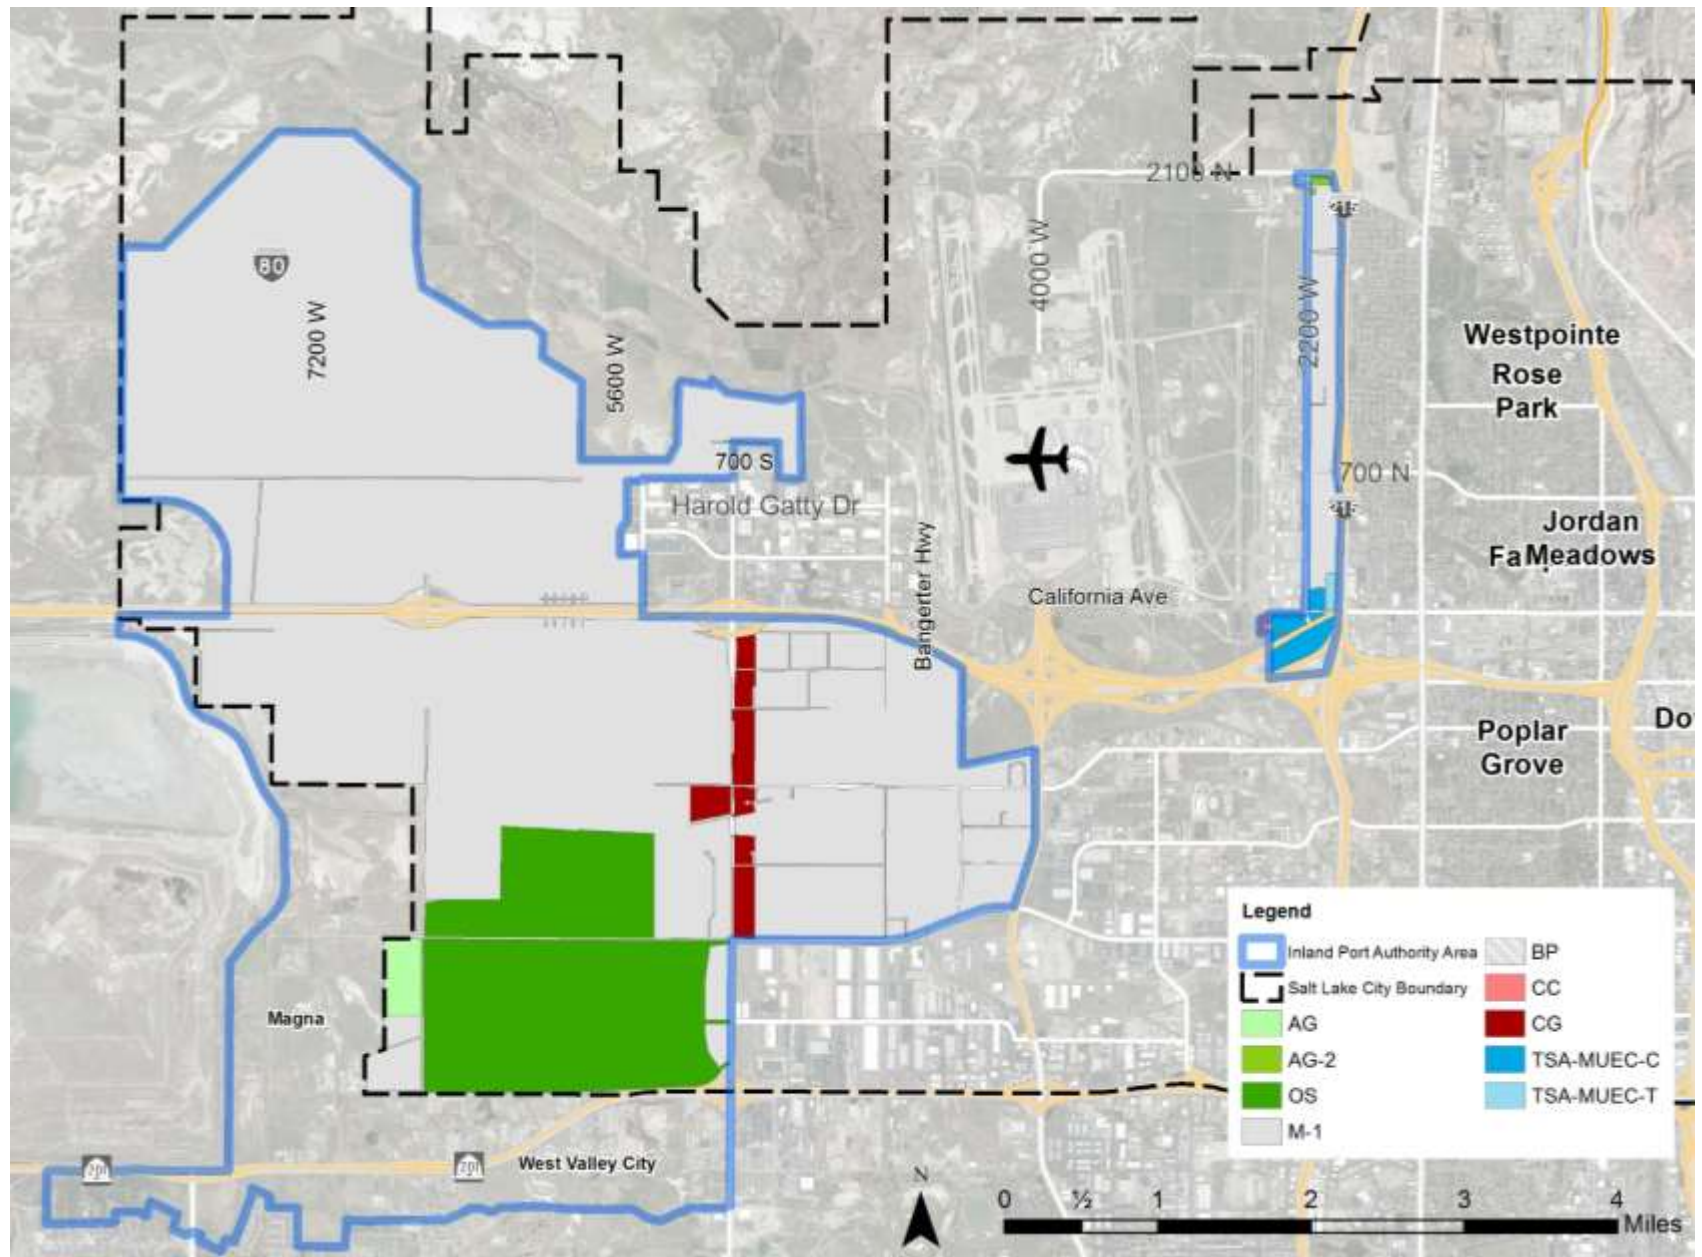 2100 N
4000 W
80
7200 W
2200 W
Westpointe
Rose
Park
5600 W
700 S
700 N
Harold Gatty Dr
Jordan
Meadows
Bangerter Hwy
California Ave
Poplar
Grove
Legend
Inland Port Authority Area
Salt Lake City Boundary
AG
AG-2
OS
M-1
BP
CC
CG
TSA-MUEC-C
TSA-MUEC-T
Magna
West Valley City
201
201
N
0 ½ 1 2 3 4
Miles